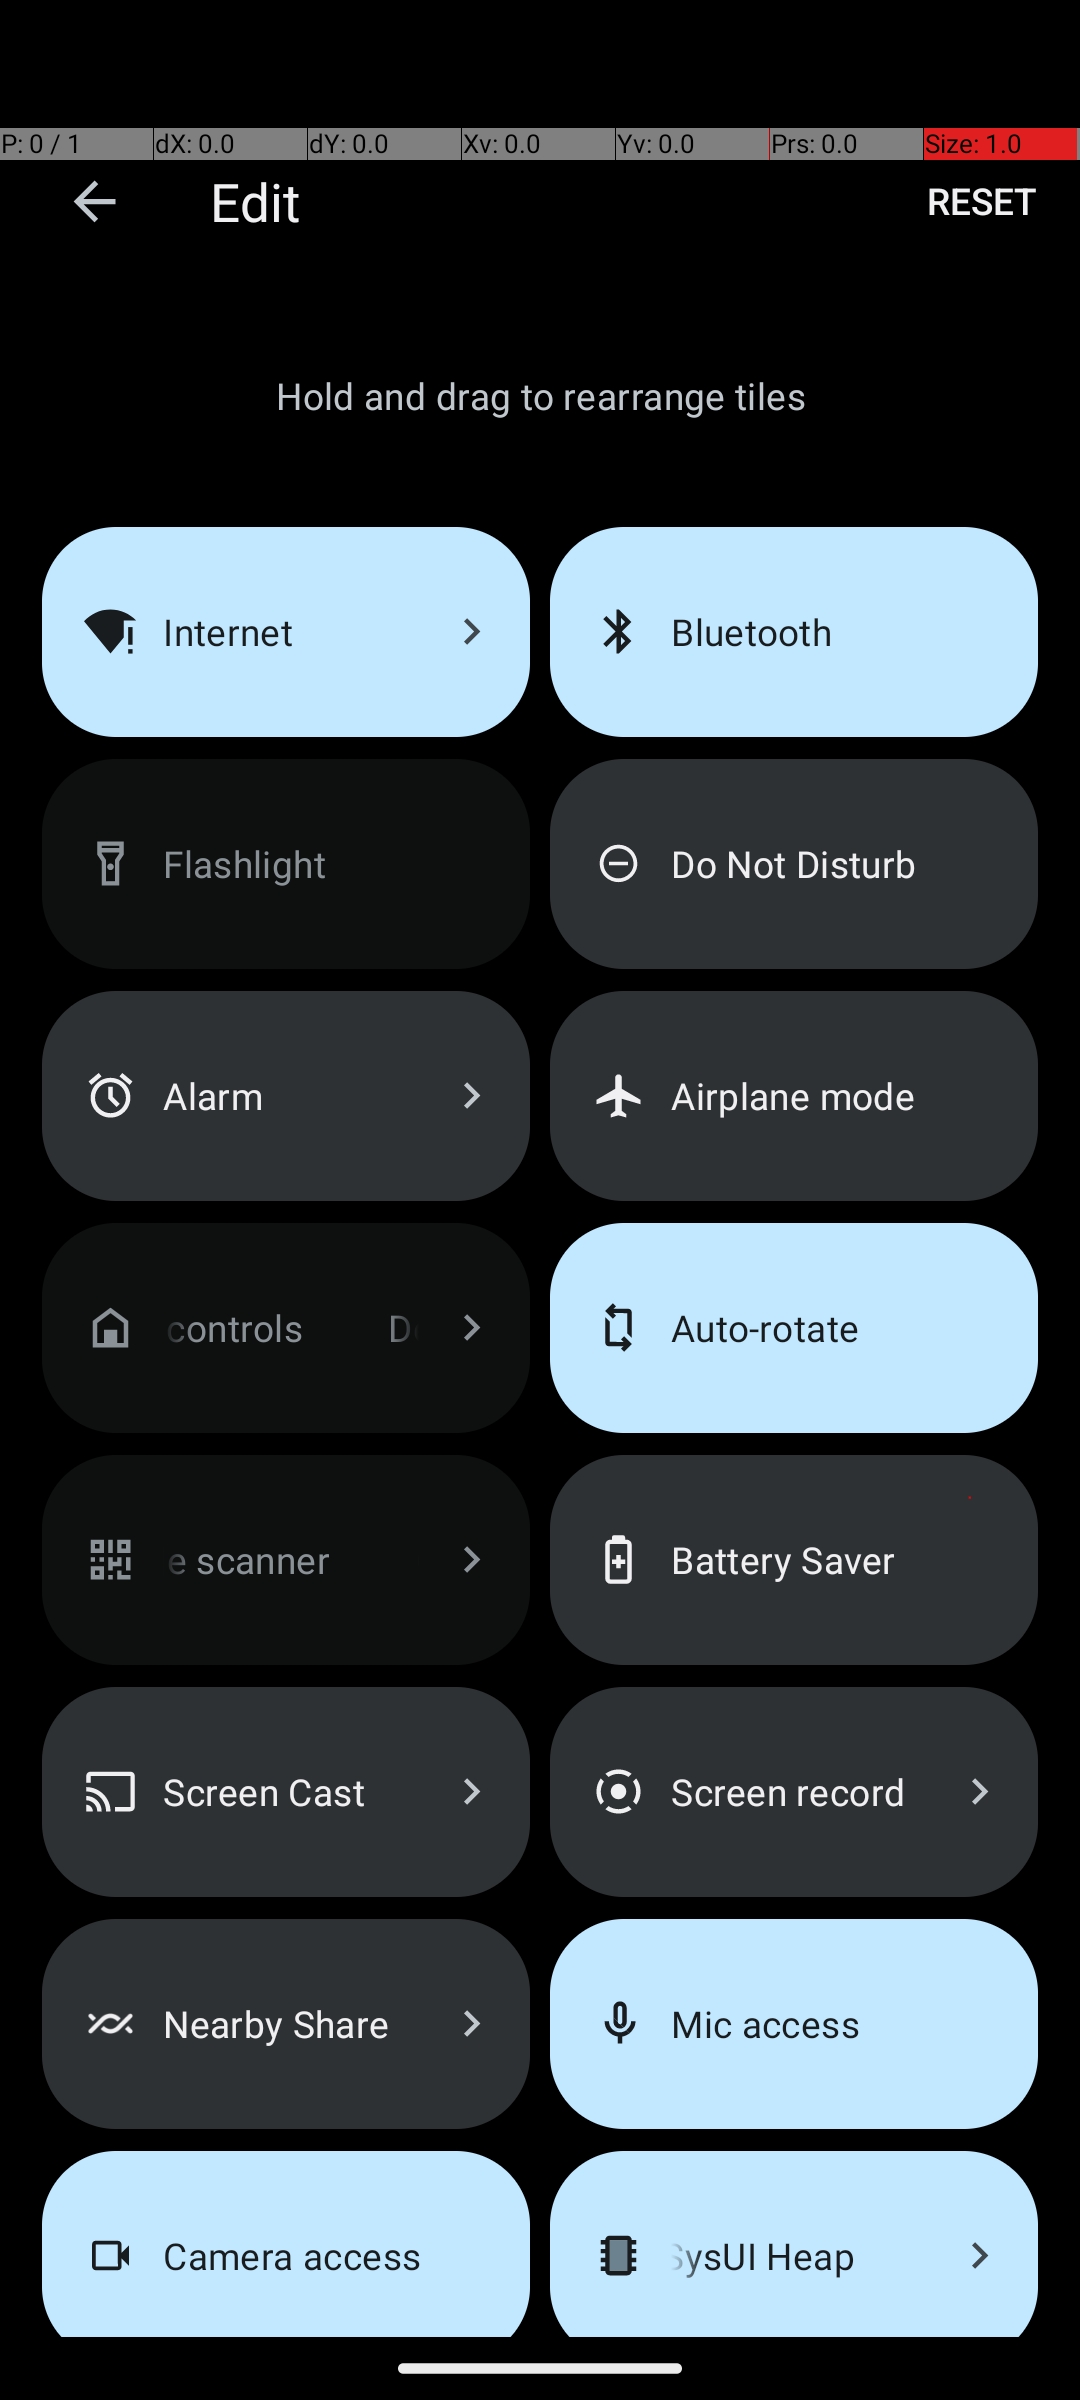 P: 0 / 1 dX: 0.0 dY: 0.0 Xv: 0.0 Yv: 0.0 Prs: 0.0 Size: 1.0
Edit RESET
Hold and drag to rearrange tiles
Internet Bluetooth
Flashlight Do Not Disturb
Alarm Airplane mode
controls D Auto-rotate
e scanner Battery Saver
Screen Cast Screen record
Nearby Share Mic access
Camera access SysUI Heap